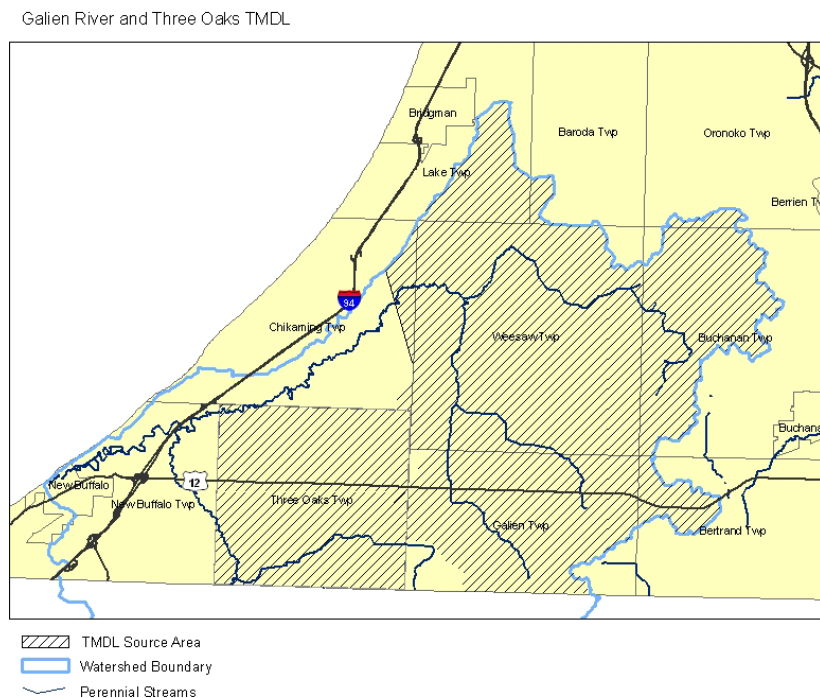 Galien River and Three Oaks TMDL
Bridgman
Baroda Twp
Oronoko Twp
Lake Twp
Berrien Tw
94
Chikaming Twp
Weesaw Twp
Buchanan Twp
Buchana
12
New Buffalo
New Buffalo Twp
Three Oaks Twp
Galien Twp
Bertrand Twp
TMDL Source Area
Watershed Boundary
Perennial Streams